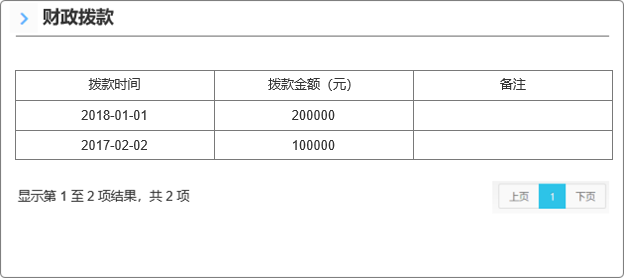 财政拨款
拨款时间 拨款金额（元） 备注
2018-01-01 200000
2017-02-02 100000
显示第 1 至 2 项结果，共 2 项 上页 1 下页